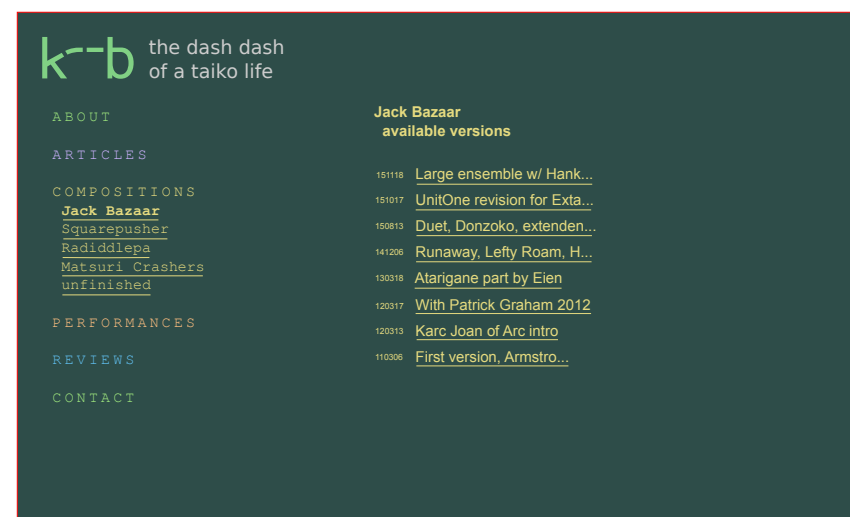 k--b the dash dash
of a taiko life
ABOUT
ARTICLES
COMPOSITIONS
Jack Bazaar
Squarepusher
Radiddlepa
Matsuri Crashers
unfinished
PERFORMANCES
REVIEWS
CONTACT
Jack Bazaar
available versions
151118 Large ensemble w/ Hank...
151017 UnitOne revision for Exta...
150813 Duet, Donzoko, extenden...
141206 Runaway, Lefty Roam, H...
130318 Atarigane part by Eien
120317 With Patrick Graham 2012
120313 Karc Joan of Arc intro
110306 First version, Armstro...